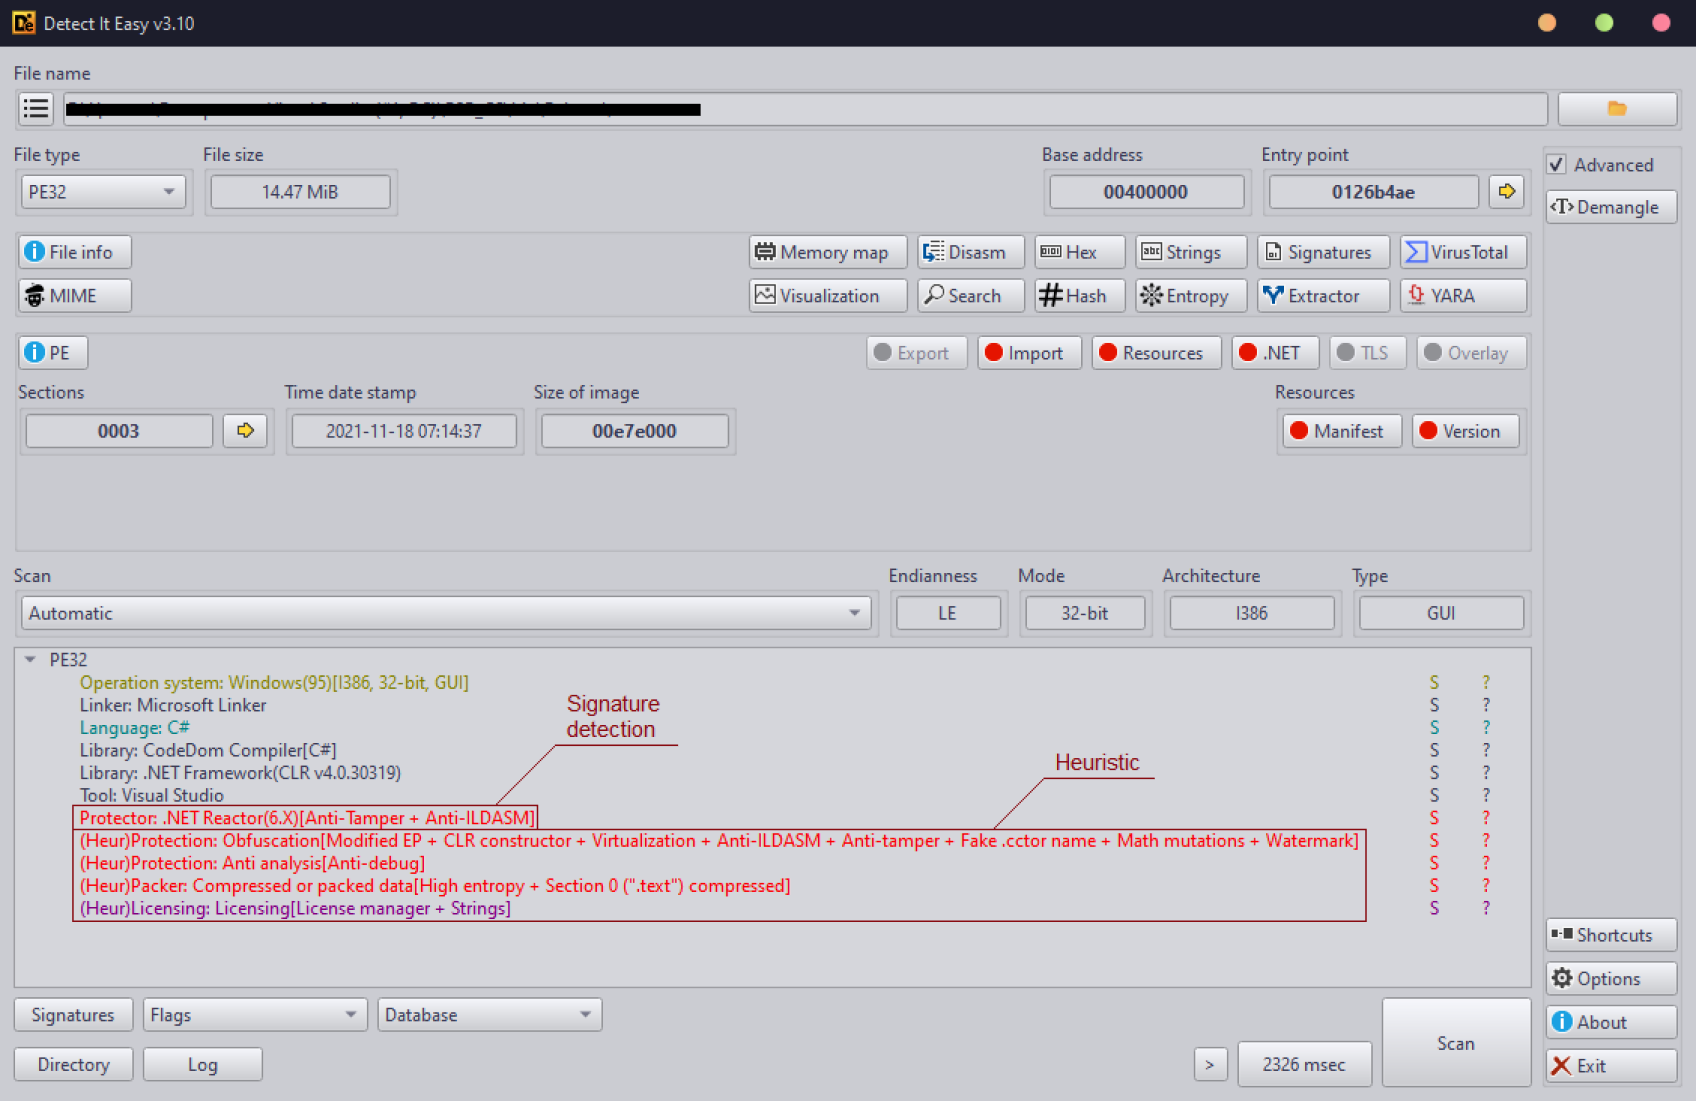 Detect It Easy v3.10
File name
File type
File size
Base address
Entry point
PE32
14.47 MiB
00400000
0126b4ae
Advanced
Demangle
File info
Memory map
Disasm
Hex
Strings
Signatures
VirusTotal
MIME
Visualization
Search
Hash
Entropy
Extractor
YARA
PE
Export
Import
Resources
.NET
TLS
Overlay
Sections
Time date stamp
Size of image
Resources
0003
2021-11-18 07:14:37
00e7e000
Manifest
Version
Scan
Endianness
Mode
Architecture
Type
Automatic
LE
32-bit
I386
GUI
PE32
Operation system: Windows(95)[I386, 32-bit, GUI] S ?
Linker: Microsoft Linker S ?
Signature
detection
Language: C# S ?
Library: CodeDom Compiler[C#] S ?
Heuristic
Library: .NET Framework(CLR v4.0.30319) S ?
Tool: Visual Studio S ?
Protector: .NET Reactor(6.X)[Anti-Tamper + Anti-ILDASM] S ?
(Heur)Protection: Obfuscation[Modified EP + CLR constructor + Virtualization + Anti-ILDASM + Anti-tamper + Fake .cctor name + Math mutations + Watermark] S ?
(Heur)Protection: Anti analysis[Anti-debug] S ?
(Heur)Packer: Compressed or packed data[High entropy + Section 0 (".text") compressed] S ?
(Heur)Licensing: Licensing[License manager + Strings] S ?
Shortcuts
Options
About
Exit
Signatures
Flags
Database
Directory
Log
>
2326 msec
Scan